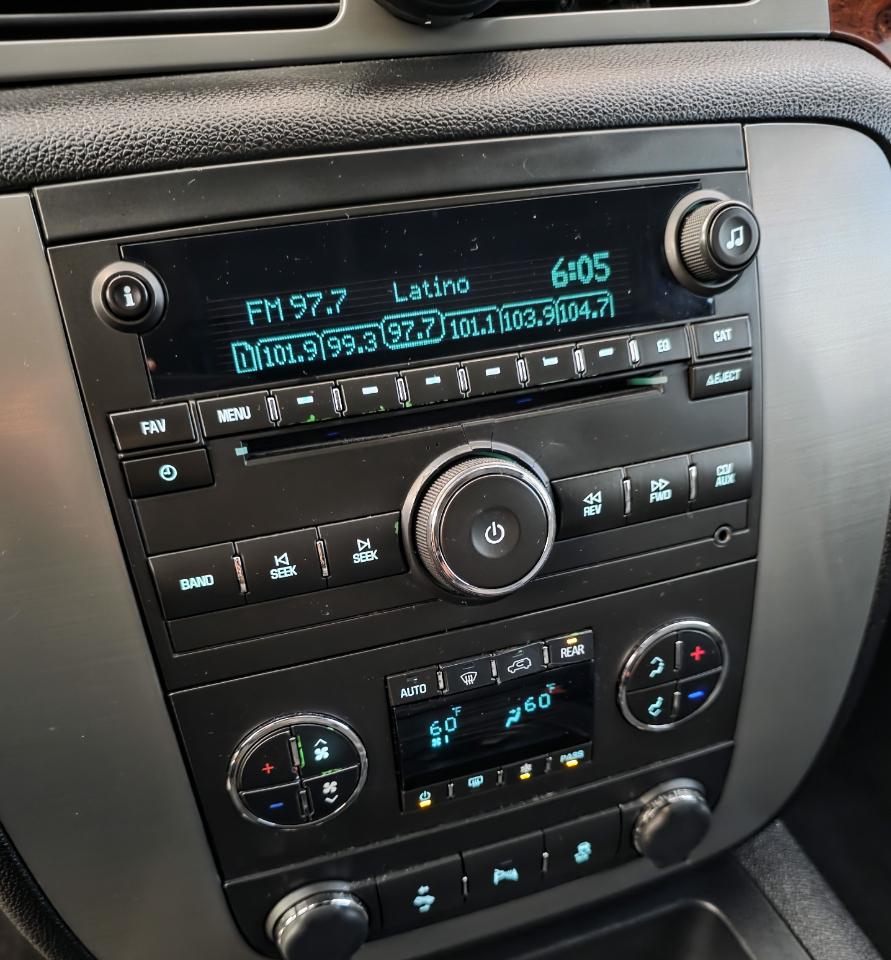 i
FM 97.7 Latino 6:05
1 101.9 99.3 97.7 101.1 103.9 104.7
FAV MENU EQ CAT
EJECT
BAND SEEK SEEK REV FWD CD/AUX
AUTO REAR
60°F 60°F
PASS